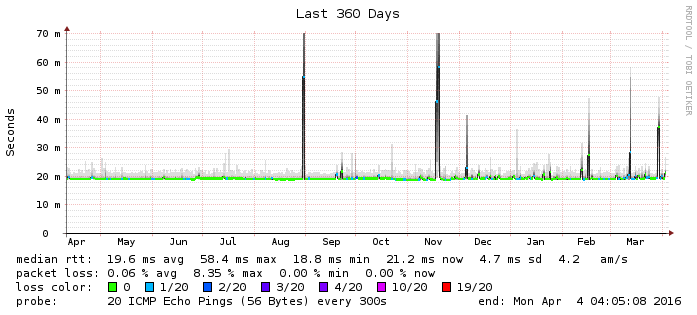 Last 360 Days
RRDTOOL / TOBI OETIKER
Seconds
70 m
60 m
50 m
40 m
30 m
20 m
10 m
0
Apr May Jun Jul Aug Sep Oct Nov Dec Jan Feb Mar
median rtt: 19.6 ms avg 58.4 ms max 18.8 ms min 21.2 ms now 4.7 ms sd 4.2 am/s
packet loss: 0.06 % avg 8.35 % max 0.00 % min 0.00 % now
loss color: 0 1/20 2/20 3/20 4/20 10/20 19/20
probe: 20 ICMP Echo Pings (56 Bytes) every 300s end: Mon Apr 4 04:05:08 2016